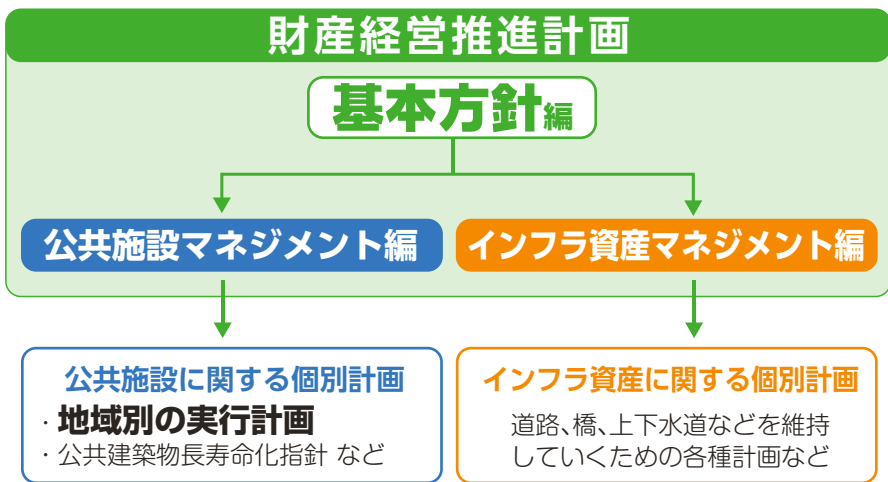 財産経営推進計画
基本方針編
公共施設マネジメント編
インフラ資産マネジメント編
公共施設に関する個別計画
・地域別の実行計画
・公共建築物長寿命化指針 など
インフラ資産に関する個別計画
道路、橋、上下水道などを維持
していくための各種計画など